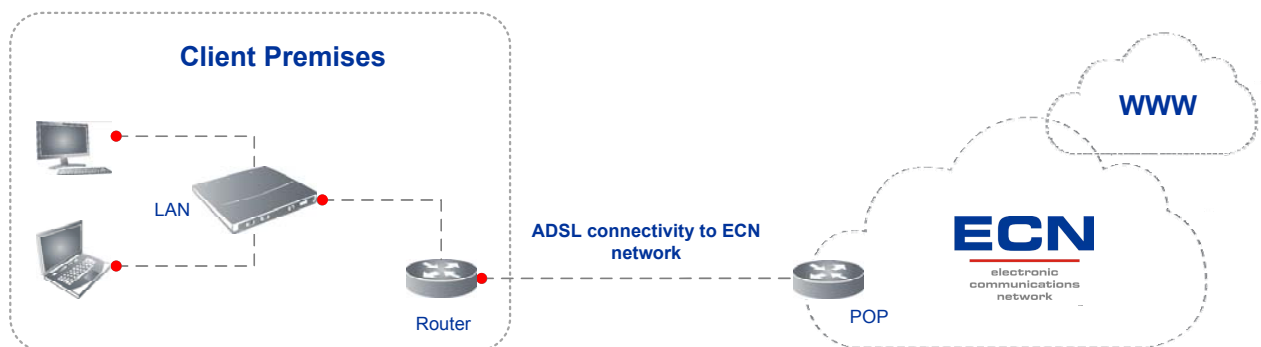 Client Premises
WWW
LAN
ADSL connectivity to ECN
network
ECN
electronic
communications
network
Router
POP